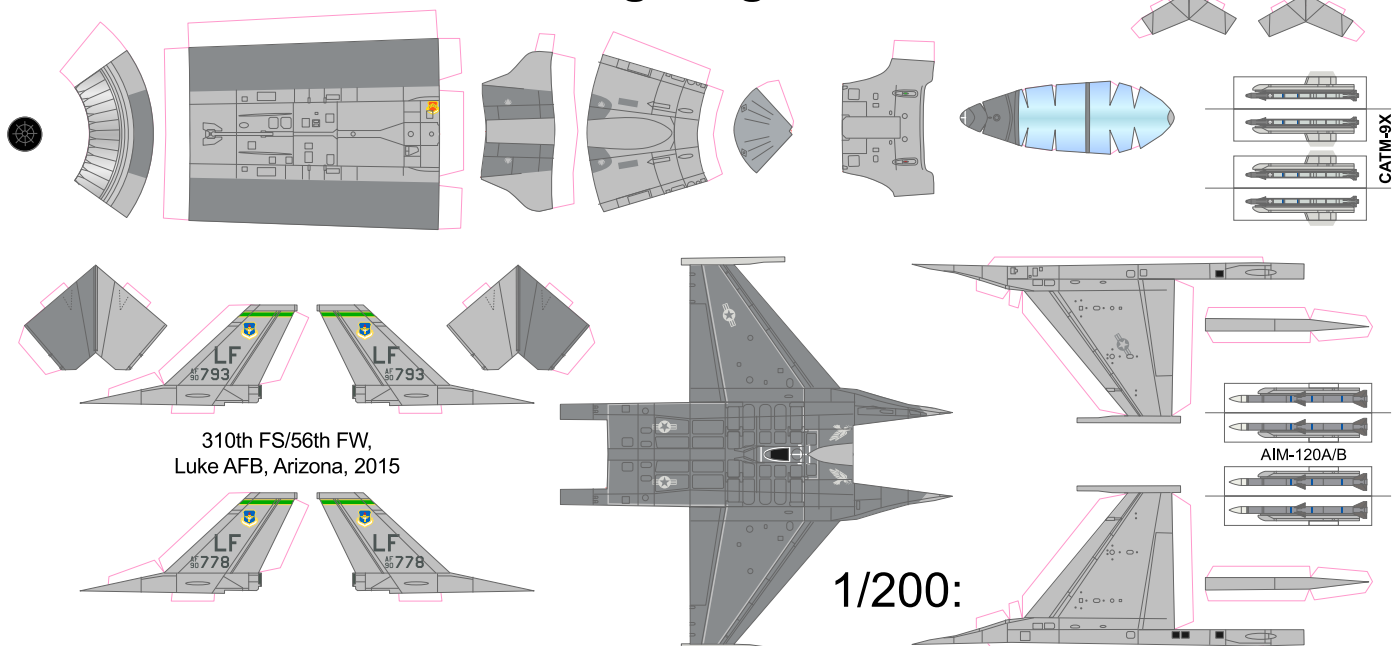 CATM-9X
LF
AF
90
793
LF
AF
90
793
310th FS/56th FW,
Luke AFB, Arizona, 2015
AIM-120A/B
LF
AF
90
778
LF
AF
90
778
1/200: